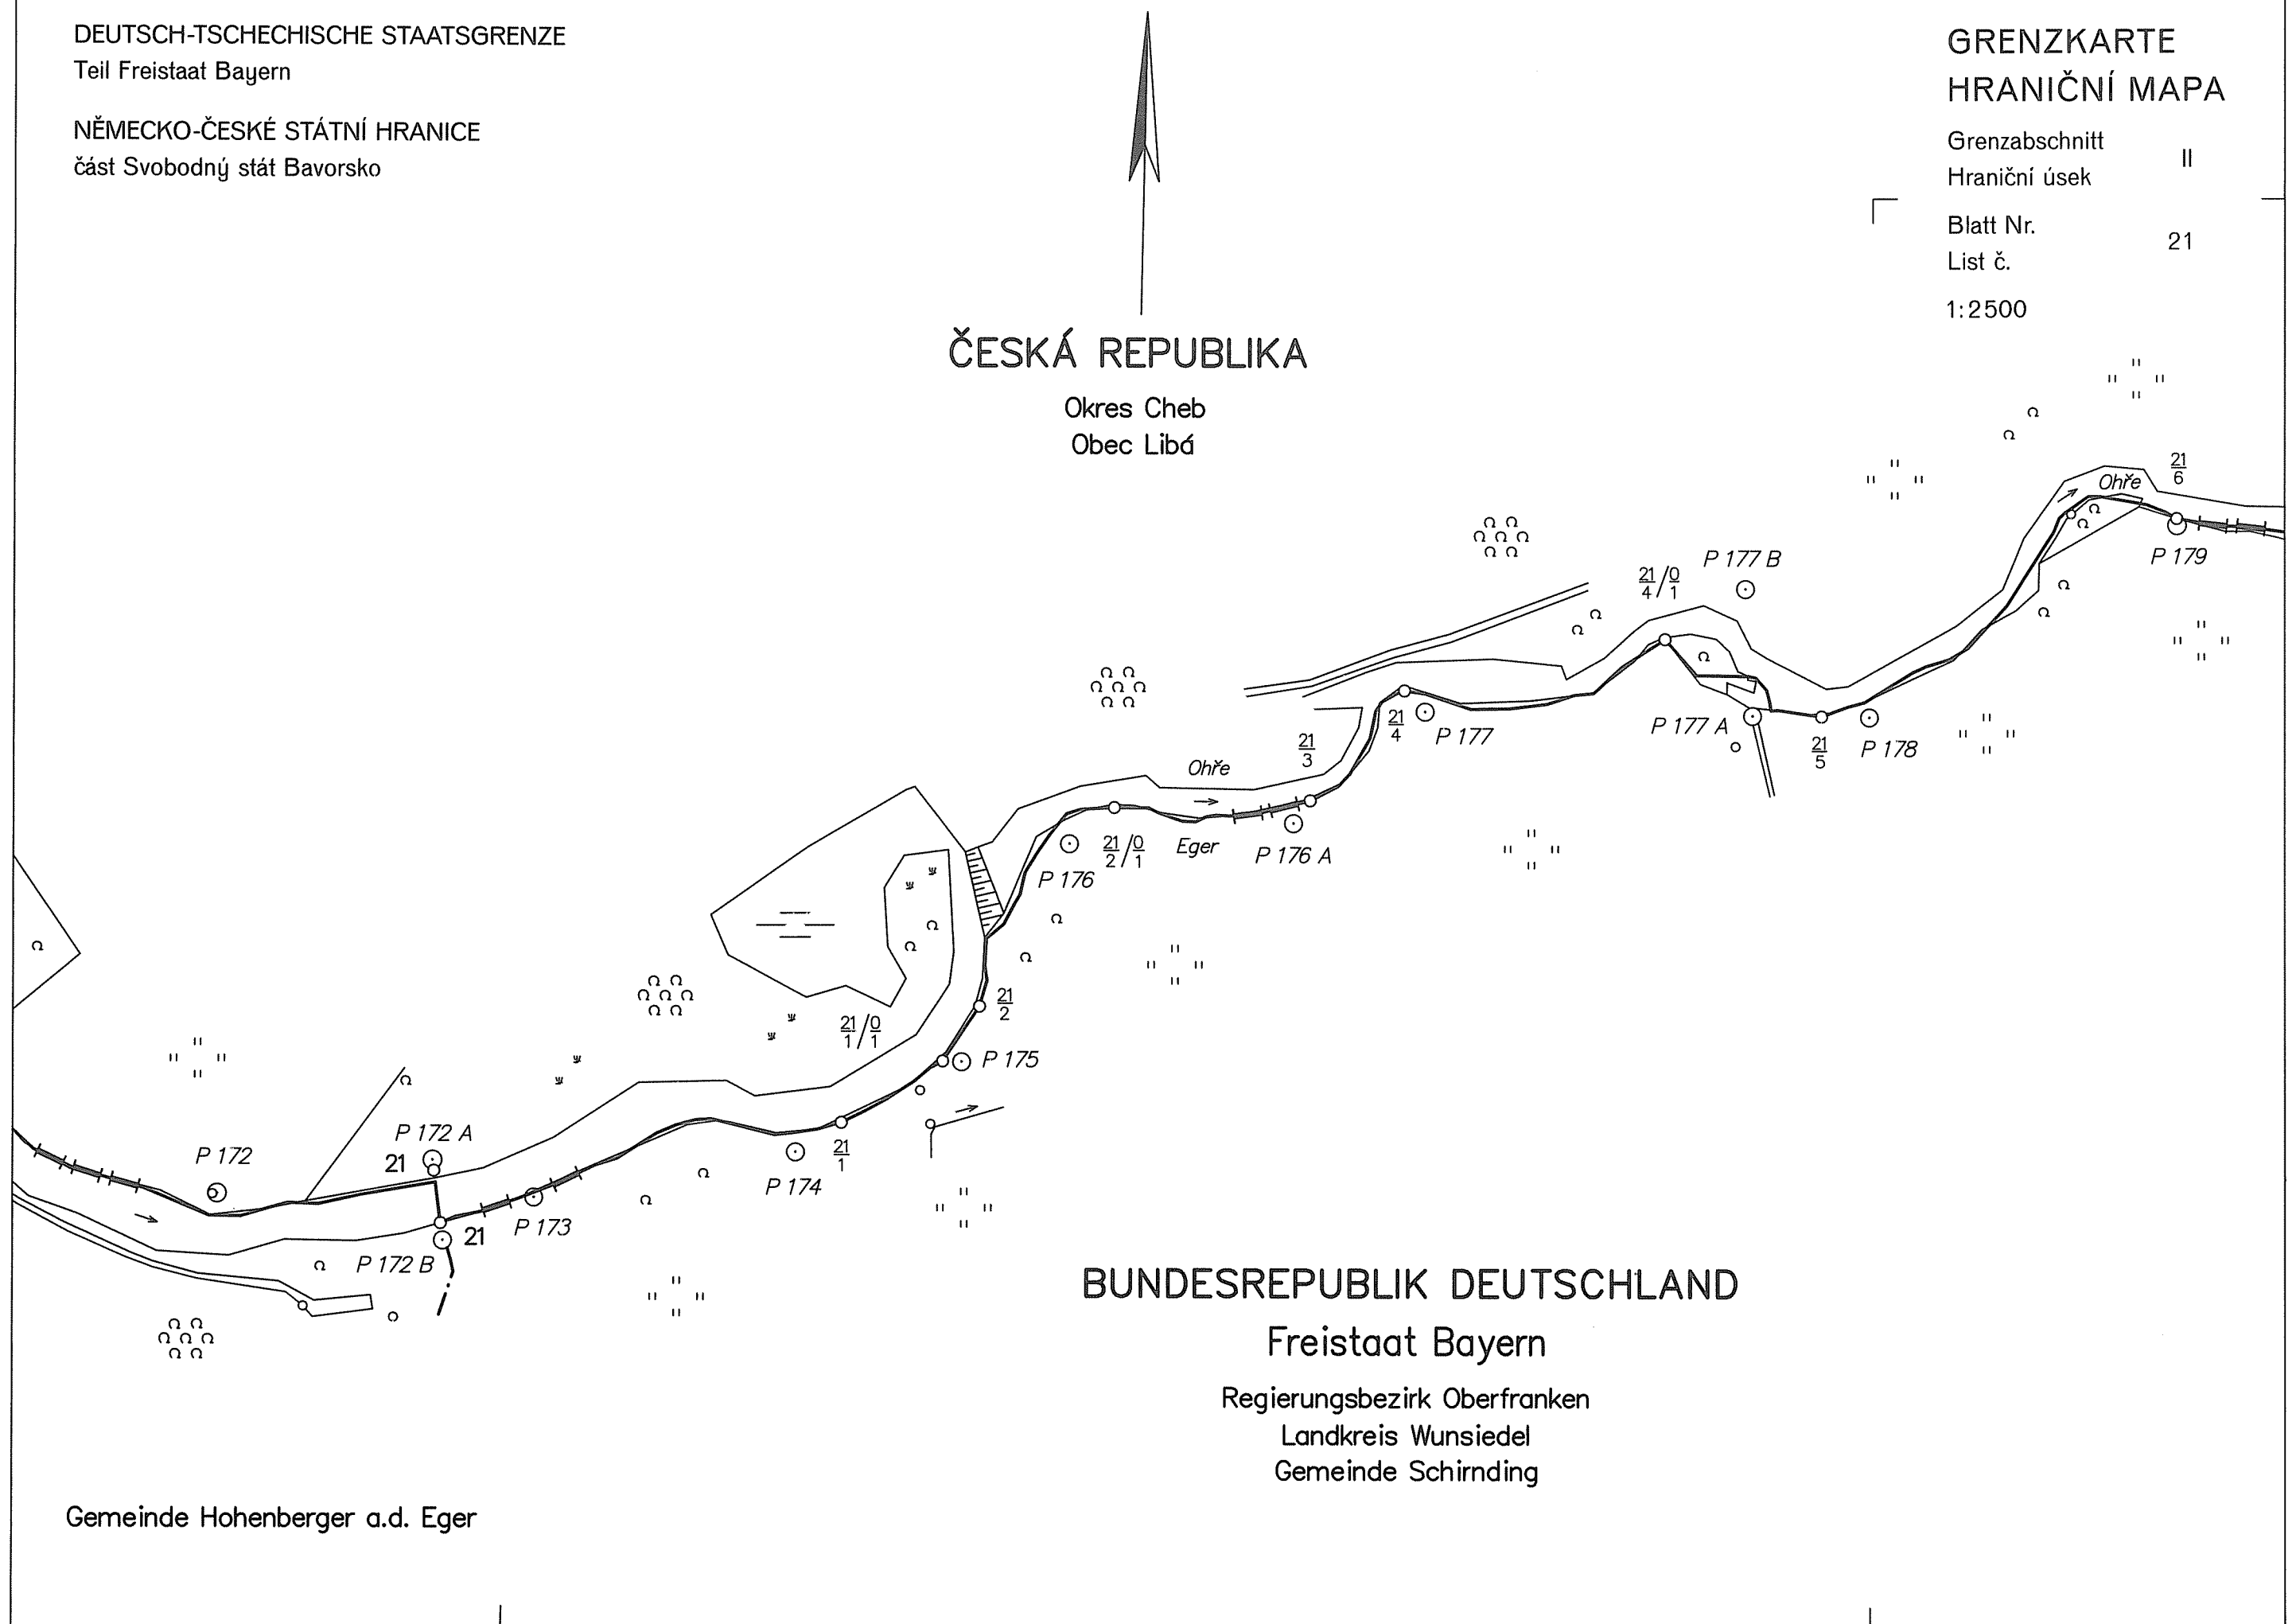 DEUTSCH-TSCHECHISCHE STAATSGRENZE
Teil Freistaat Bayern
NĚMECKO-ČESKÉ STÁTNÍ HRANICE
část Svobodný stát Bavorsko
GRENZKARTE
HRANIČNÍ MAPA
Grenzabschnitt
Hraniční úsek
II
Blatt Nr.
List č.
21
1:2500
ČESKÁ REPUBLIKA
Okres Cheb
Obec Libá
21/6
Ohře
P 179
P 177 B
21/4/0/1
21/4
P 177
P 177 A
21/5
P 178
21/3
Ohře
Eger
P 176 A
21/2/0/1
P 176
21/2
21/1/0/1
P 175
P 172 A
21
P 172
21/1
P 174
21
P 173
P 172 B
BUNDESREPUBLIK DEUTSCHLAND
Freistaat Bayern
Regierungsbezirk Oberfranken
Landkreis Wunsiedel
Gemeinde Schirnding
Gemeinde Hohenberger a.d. Eger